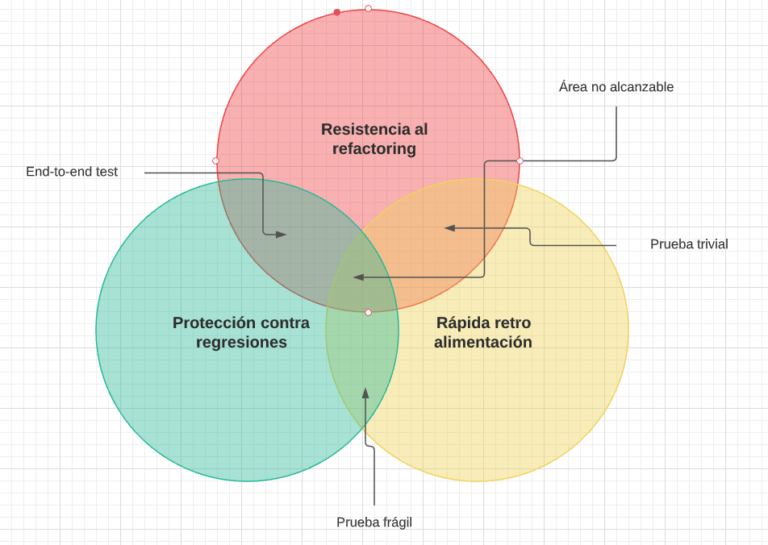 Área no alcanzable
Resistencia al
refactoring
End-to-end test
Prueba trivial
Protección contra
regresiones
Rápida retro
alimentación
Prueba frágil